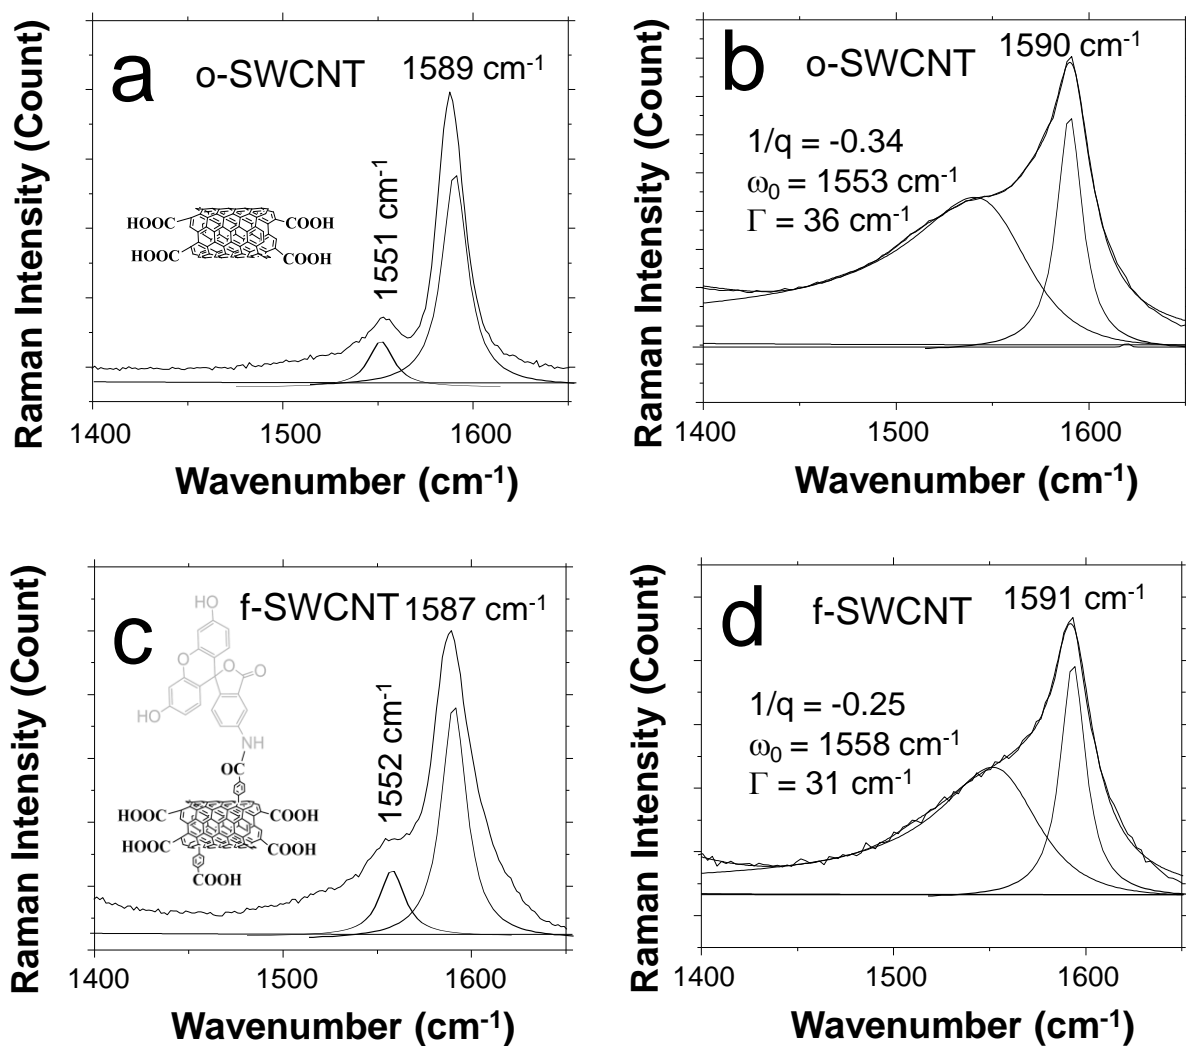 a
o-SWCNT
1589 cm-1
1551 cm-1
HOOC
COOH
HOOC
COOH
Raman Intensity (Count)
1400
1500
1600
Wavenumber (cm-1)
b
o-SWCNT
1590 cm-1
1/q = -0.34
ω0 = 1553 cm-1
Γ = 36 cm-1
Raman Intensity (Count)
1400
1500
1600
Wavenumber (cm-1)
c
f-SWCNT
1587 cm-1
1552 cm-1
HO
O
O
O
HO
NH
OC
HOOC
COOH
HOOC
COOH
COOH
Raman Intensity (Count)
1400
1500
1600
Wavenumber (cm-1)
d
f-SWCNT
1591 cm-1
1/q = -0.25
ω0 = 1558 cm-1
Γ = 31 cm-1
Raman Intensity (Count)
1400
1500
1600
Wavenumber (cm-1)